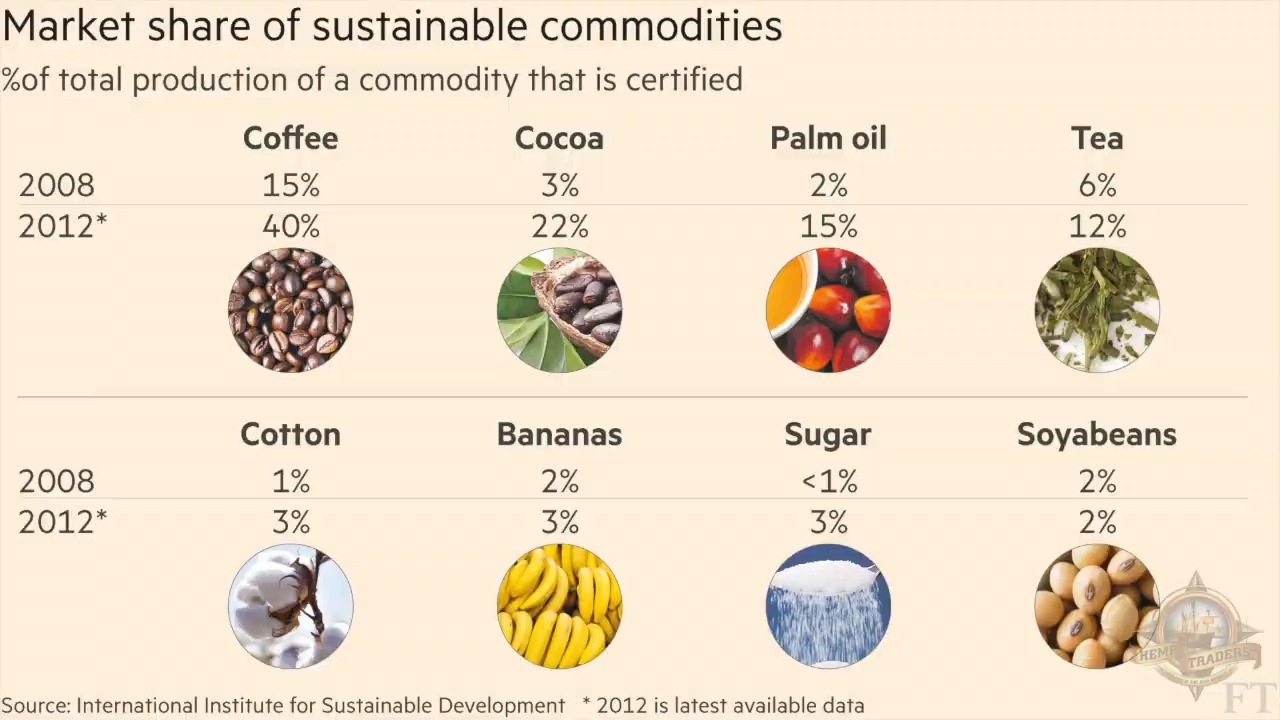 Market share of sustainable commodities
%of total production of a commodity that is certified
Coffee Cocoa Palm oil Tea
2008 15% 3% 2% 6%
2012* 40% 22% 15% 12%
Cotton Bananas Sugar Soyabeans
2008 1% 2% <1% 2%
2012* 3% 3% 3% 2%
HEMP TRADERS
Source: International Institute for Sustainable Development * 2012 is latest available data
FT